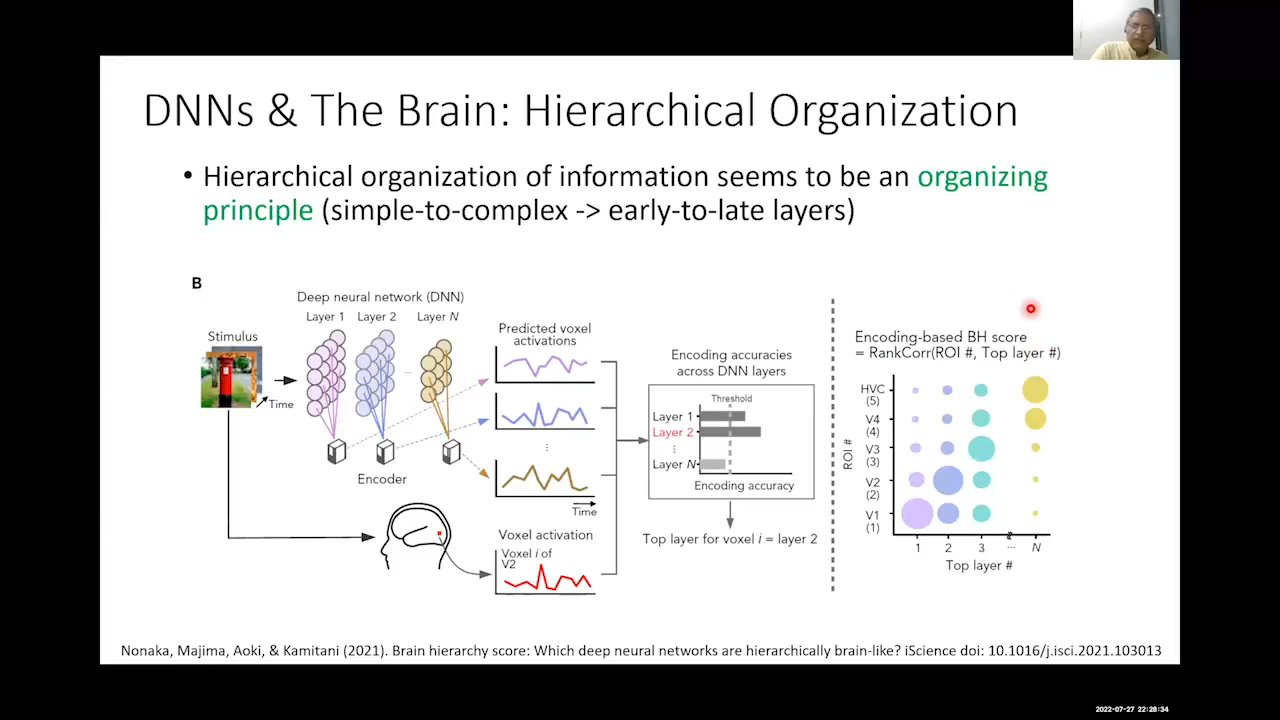 DNNs & The Brain: Hierarchical Organization
• Hierarchical organization of information seems to be an organizing
principle (simple-to-complex -> early-to-late layers)
B
Deep neural network (DNN)
Layer 1
Layer 2
Layer N
Stimulus
Time
...
Encoder
Predicted voxel
activations
Time
Voxel activation
Voxel i of
V2
Encoding accuracies
across DNN layers
Threshold
Layer 1
Layer 2
Layer N
Encoding accuracy
Top layer for voxel i = layer 2
Encoding-based BH score
= RankCorr(ROI #, Top layer #)
ROI #
HVC
(5)
V4
(4)
V3
(3)
V2
(2)
V1
(1)
1 2 3 ... N
Top layer #
Nonaka, Majima, Aoki, & Kamitani (2021). Brain hierarchy score: Which deep neural networks are hierarchically brain-like? iScience doi: 10.1016/j.isci.2021.103013
2022-07-27 22:28:34